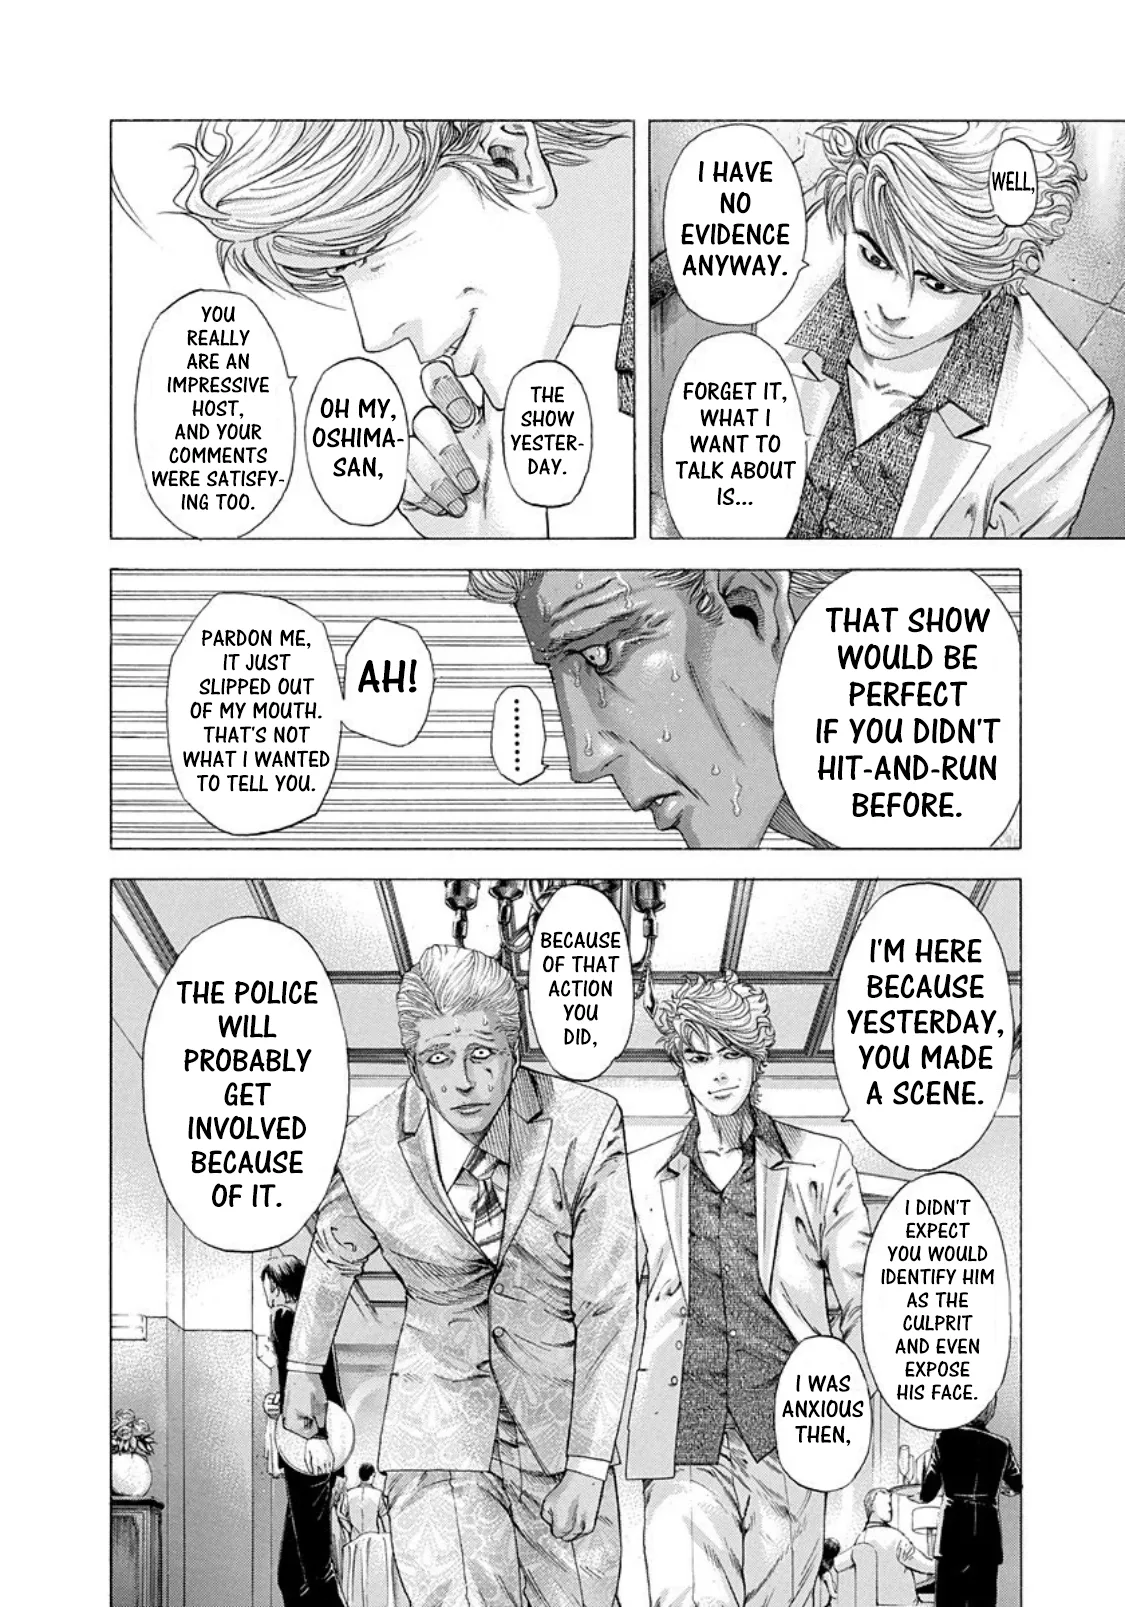 WELL,
I HAVE
NO
EVIDENCE
ANYWAY.
FORGET IT,
WHAT I
WANT TO
TALK ABOUT
IS...
THE
SHOW
YESTER-
DAY.
OH MY,
OSHIMA-
SAN,
YOU
REALLY
ARE AN
IMPRESSIVE
HOST,
AND YOUR
COMMENTS
WERE SATISFY-
ING TOO.
THAT SHOW
WOULD BE
PERFECT
IF YOU DIDN'T
HIT-AND-RUN
BEFORE.
........
AH!
PARDON ME,
IT JUST
SLIPPED OUT
OF MY MOUTH.
THAT'S NOT
WHAT I WANTED
TO TELL YOU.
I'M HERE
BECAUSE
YESTERDAY,
YOU MADE
A SCENE.
I DIDN'T
EXPECT
YOU WOULD
IDENTIFY HIM
AS THE
CULPRIT
AND EVEN
EXPOSE
HIS FACE.
I WAS
ANXIOUS
THEN,
BECAUSE
OF THAT
ACTION
YOU
DID,
THE POLICE
WILL
PROBABLY
GET
INVOLVED
BECAUSE
OF IT.